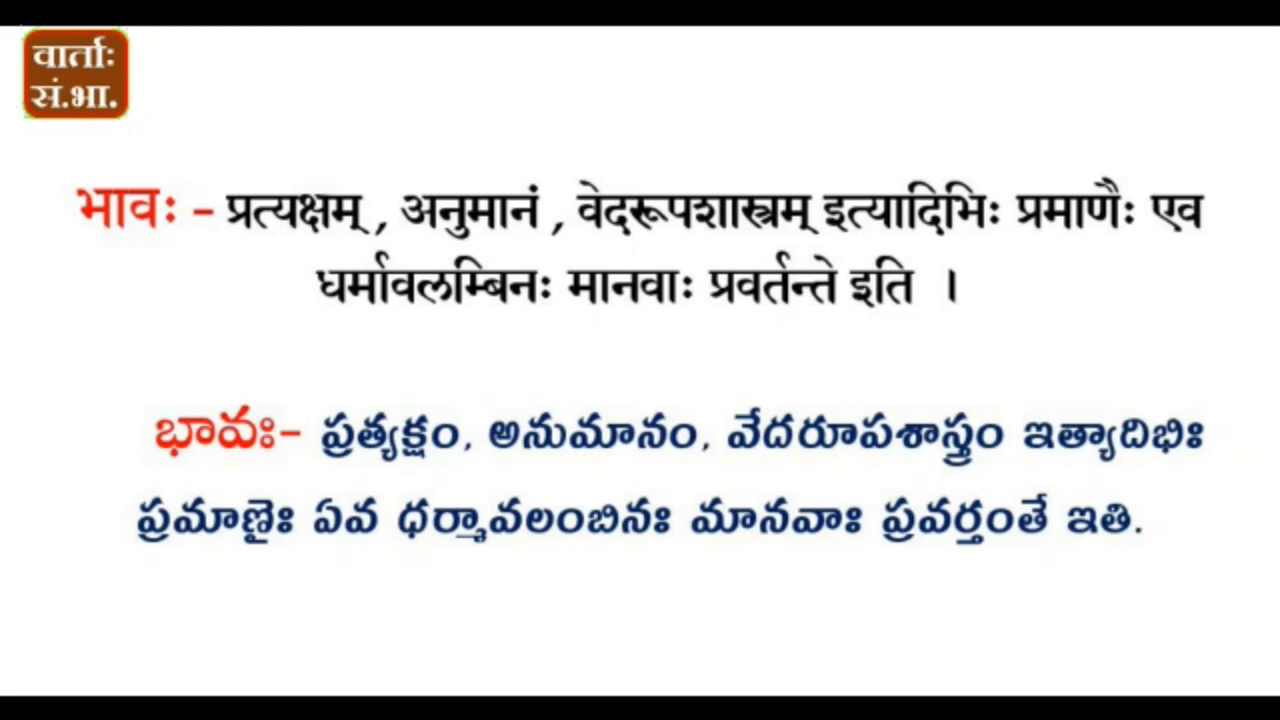 वार्ताः
सं.भा.
भावः - प्रत्यक्षम् , अनुमानं , वेदरूपशास्त्रम् इत्यादिभिः प्रमाणैः एव
धर्मावलम्बिनः मानवाः प्रवर्तन्ते इति ।
భావః- ప్రత్యక్షం, అనుమానం, వేదరూపశాస్త్రం ఇత్యాదిభిః
ప్రమాణైః ఏవ ధర్మావలంబినః మానవాః ప్రవర్తంతే ఇతి.